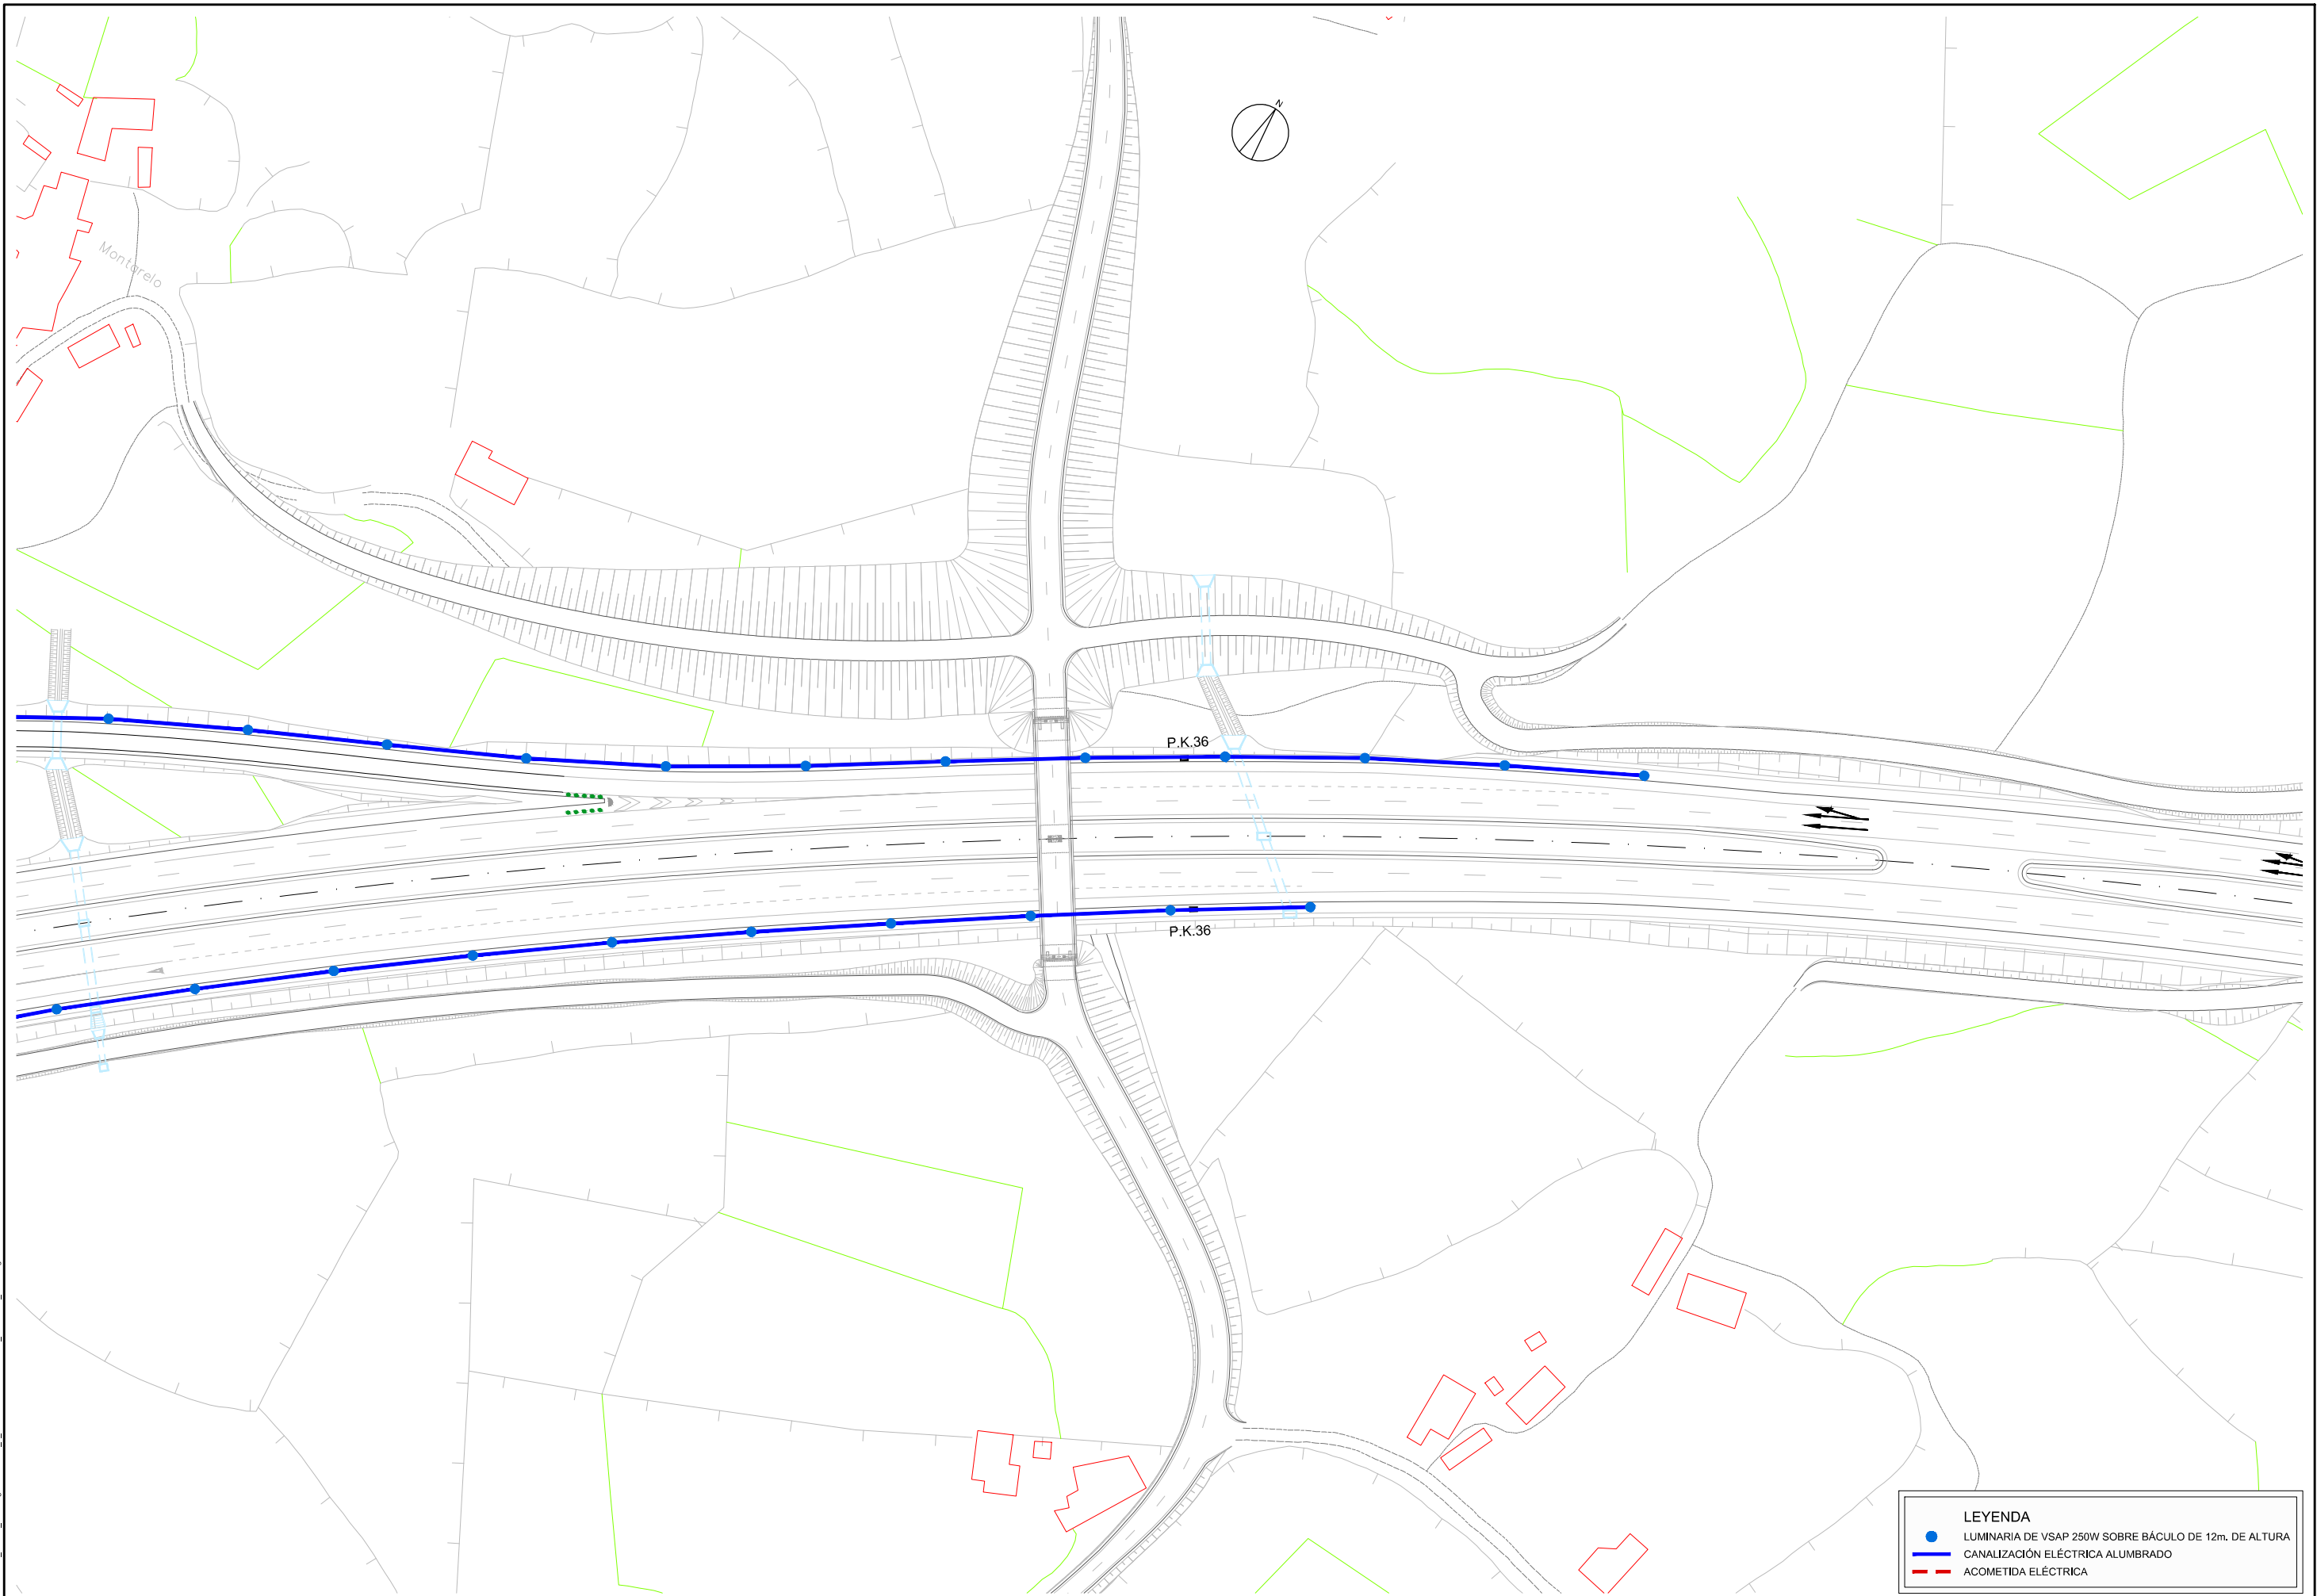 N
Montarelo
P.K.36
P.K.36
LEYENDA
LUMINARIA DE VSAP 250W SOBRE BÁCULO DE 12m. DE ALTURA
CANALIZACIÓN ELÉCTRICA ALUMBRADO
ACOMETIDA ELÉCTRICA